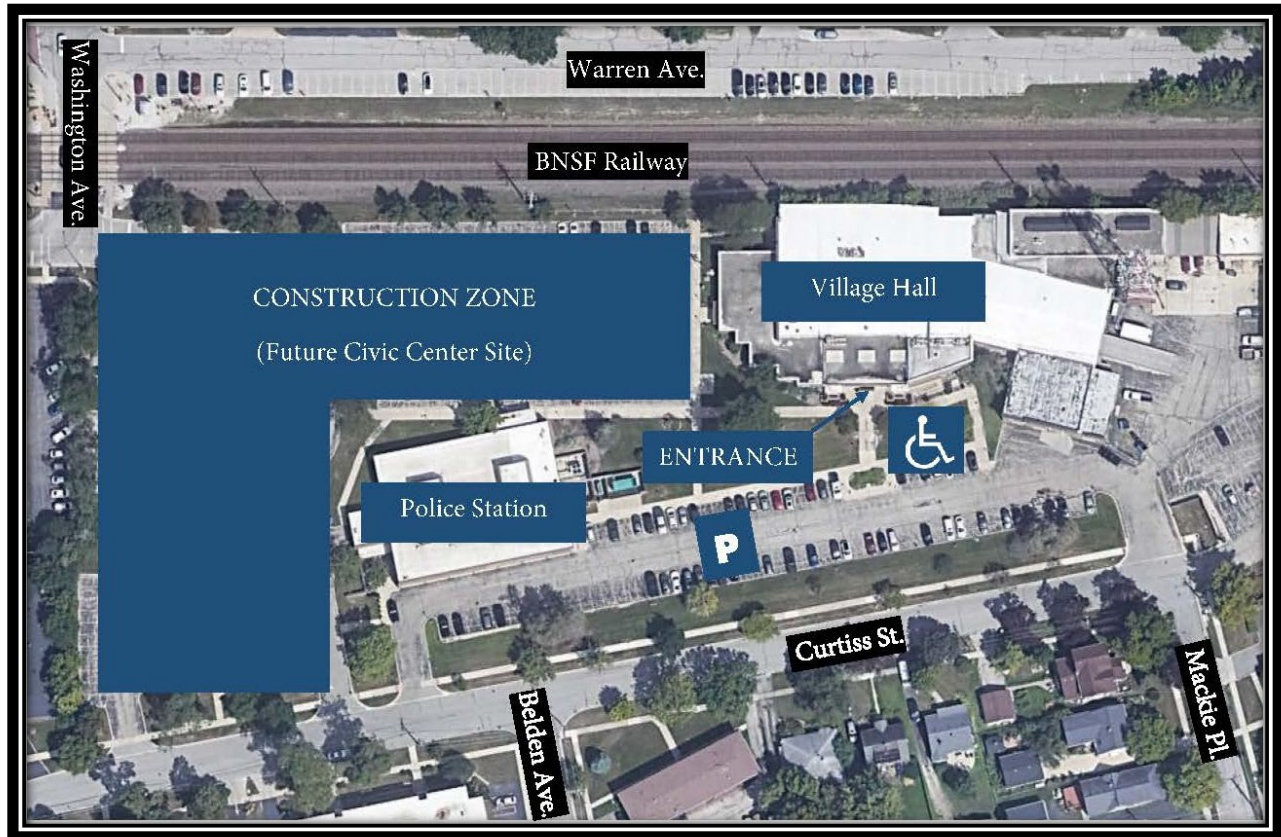 Washington Ave.
Warren Ave.
BNSF Railway
CONSTRUCTION ZONE
(Future Civic Center Site)
Village Hall
ENTRANCE
Police Station
P
Curtiss St.
Belden Ave.
Mackie Pl.